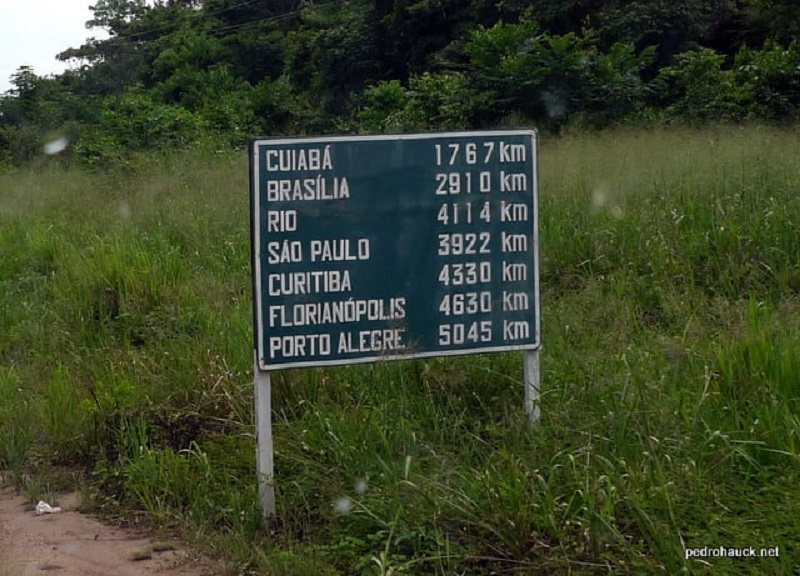 CUIABÁ 1767 km
BRASÍLIA 2910 km
RIO 4114 km
SÃO PAULO 3922 km
CURITIBA 4330 km
FLORIANÓPOLIS 4630 km
PORTO ALEGRE 5045 km
pedrohauck.net